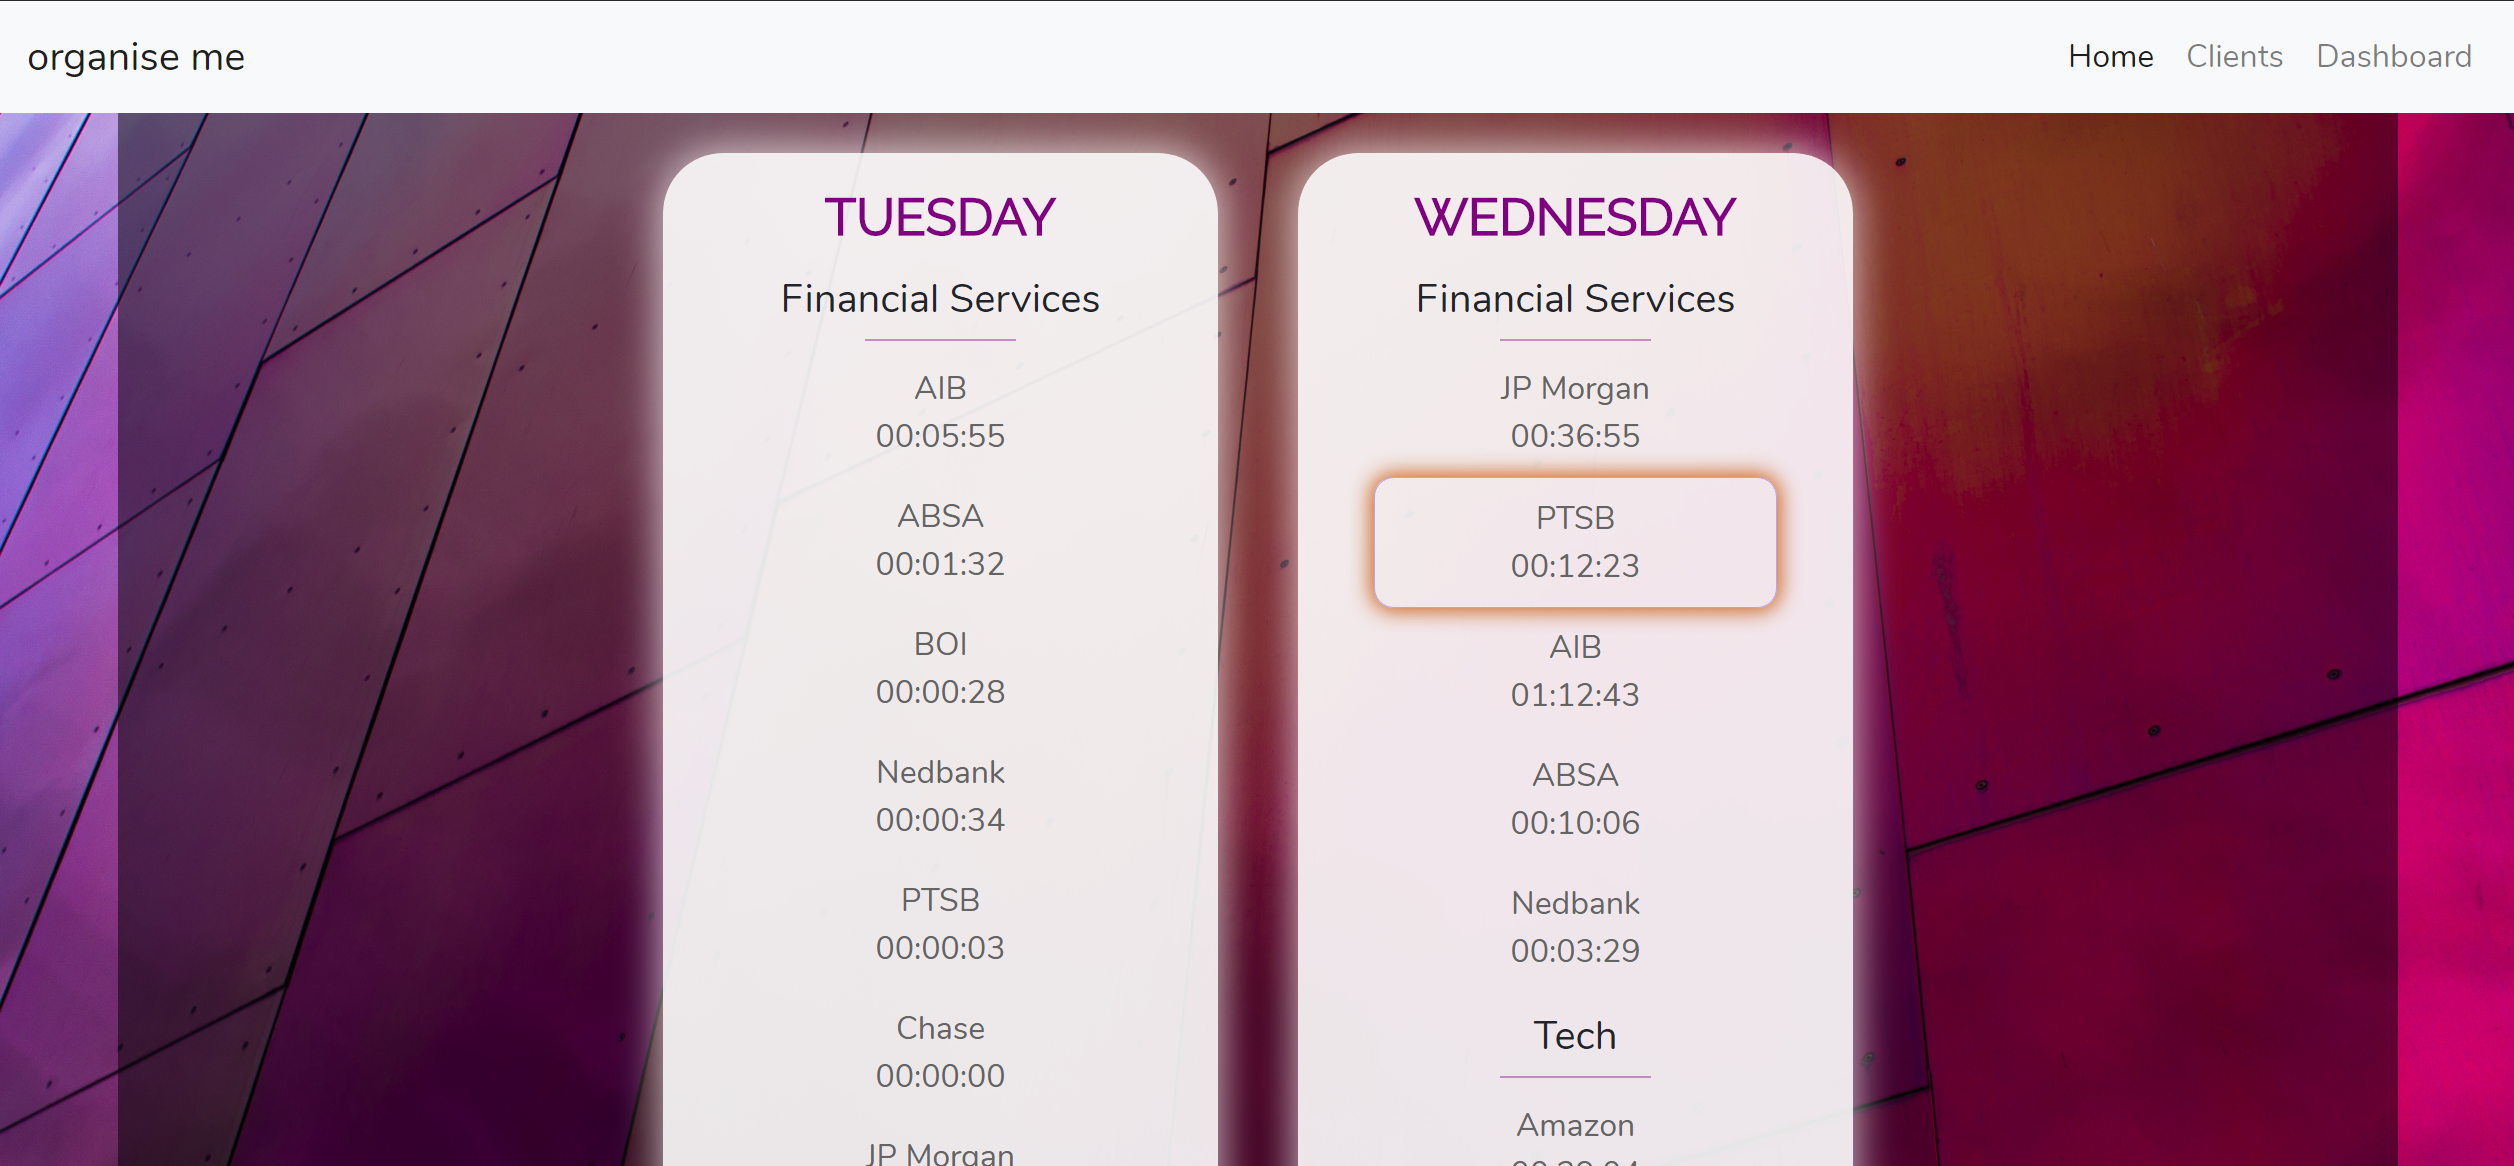 organise me
Home Clients Dashboard
TUESDAY
Financial Services
AIB
00:05:55
ABSA
00:01:32
BOI
00:00:28
Nedbank
00:00:34
PTSB
00:00:03
Chase
00:00:00
JP Morgan
WEDNESDAY
Financial Services
JP Morgan
00:36:55
PTSB
00:12:23
AIB
01:12:43
ABSA
00:10:06
Nedbank
00:03:29
Tech
Amazon